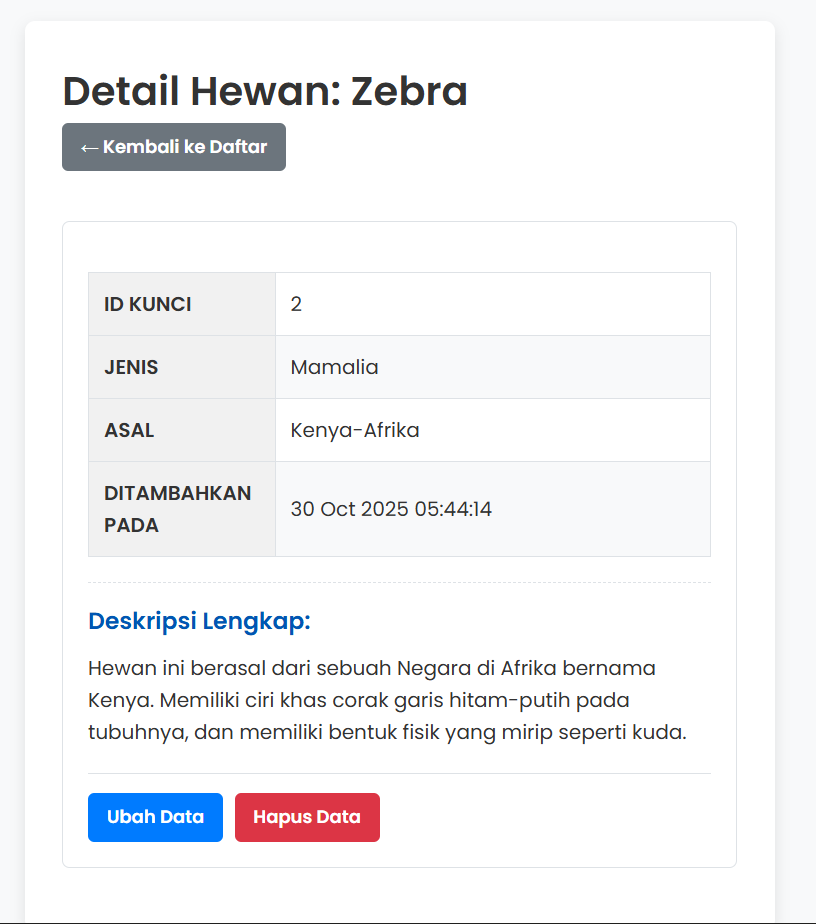 Detail Hewan: Zebra
← Kembali ke Daftar
ID KUNCI
2
JENIS
Mamalia
ASAL
Kenya-Afrika
DITAMBAHKAN
PADA
30 Oct 2025 05:44:14
Deskripsi Lengkap:
Hewan ini berasal dari sebuah Negara di Afrika bernama
Kenya. Memiliki ciri khas corak garis hitam-putih pada
tubuhnya, dan memiliki bentuk fisik yang mirip seperti kuda.
Ubah Data
Hapus Data